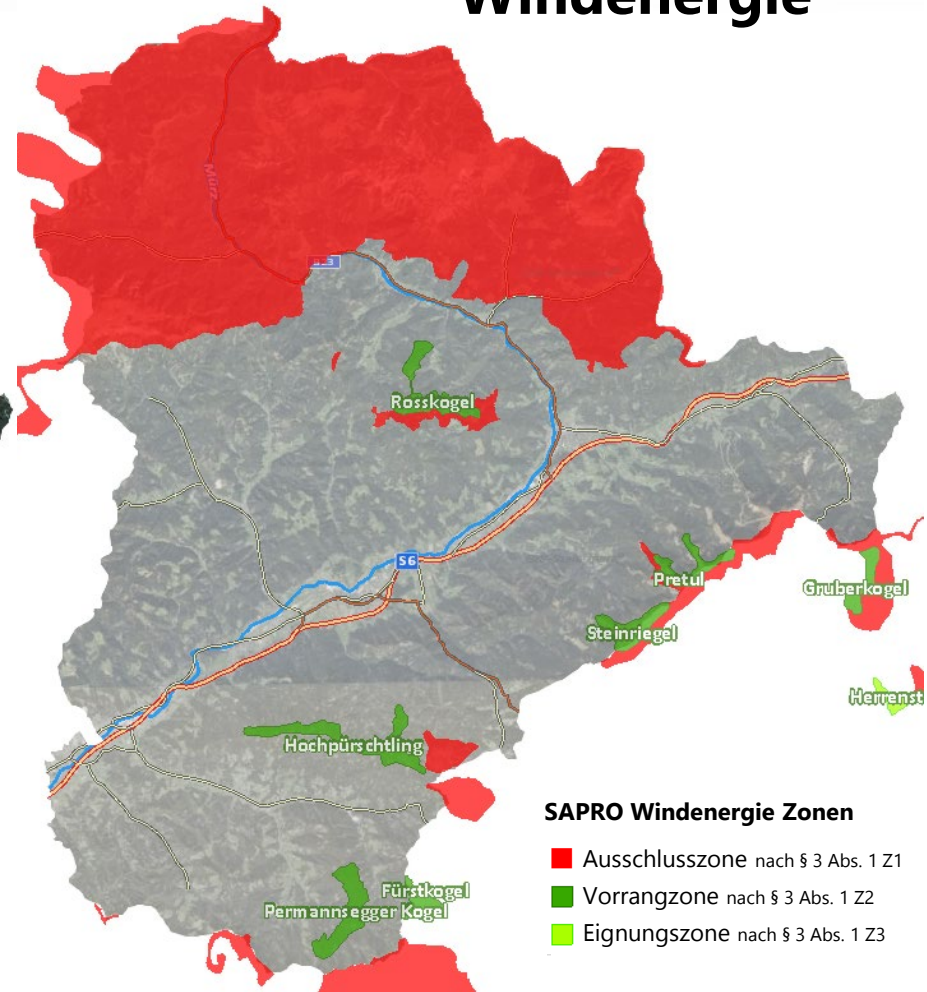 Windenergie
Mürz
Rosskogel
S6
Pretul
Gruberkogel
Steinriegel
Herrenst
Hochpürschtling
Fürstkogel
Permannsegger Kogel
SAPRO Windenergie Zonen
Ausschlusszone nach § 3 Abs. 1 Z1
Vorrangzone nach § 3 Abs. 1 Z2
Eignungszone nach § 3 Abs. 1 Z3